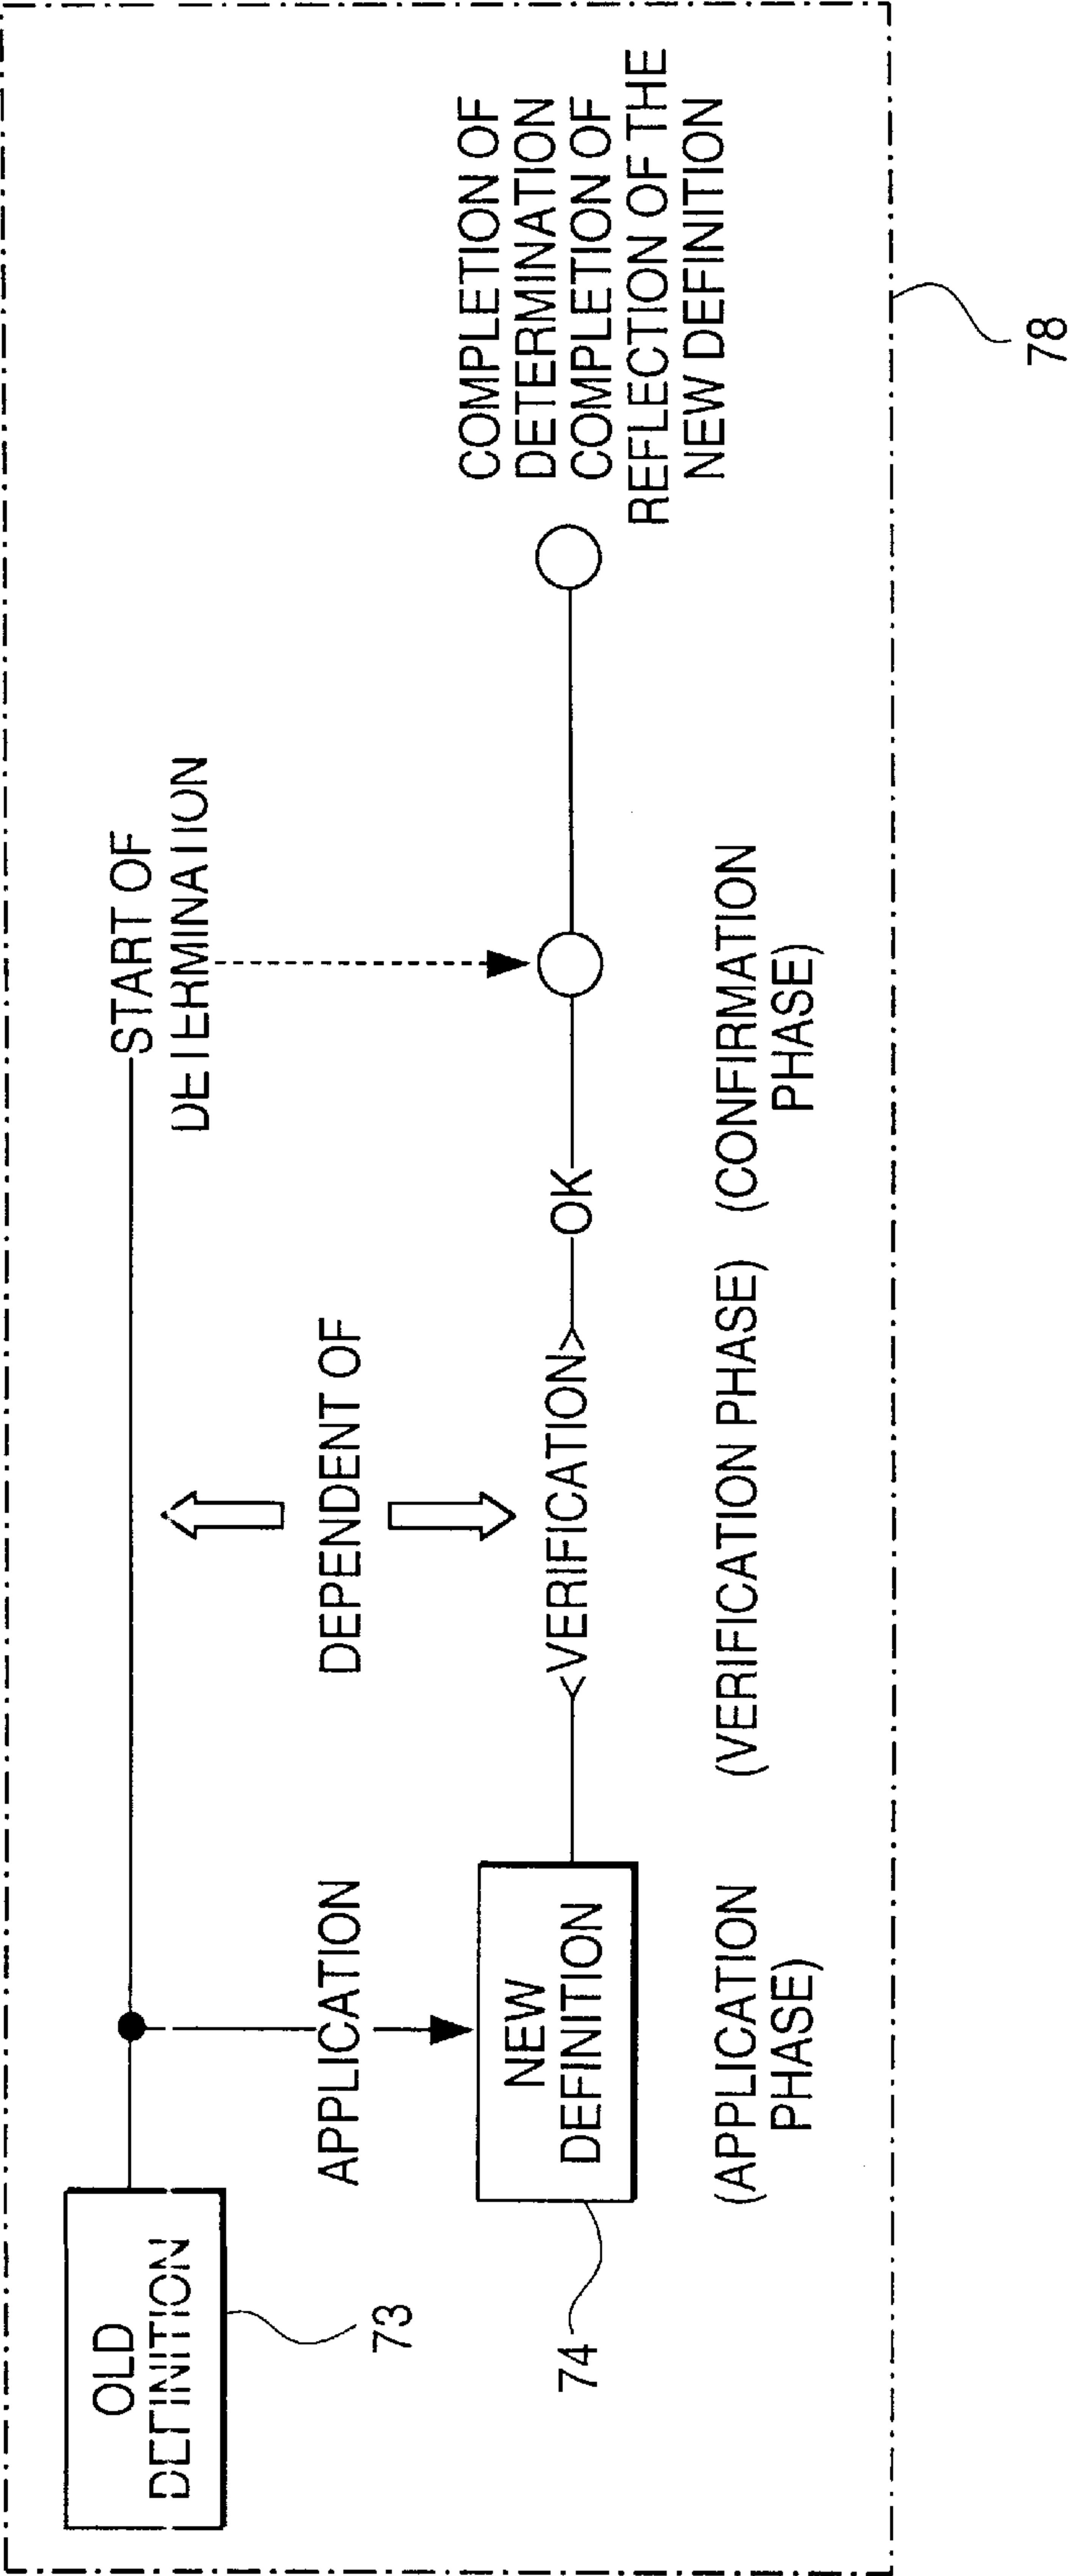 OLD
DEFINITION
73
START OF
DETERMINATION
APPLICATION
DEPENDENT OF
NEW
DEFINITION
74
<VERIFICATION>
OK
COMPLETION OF
DETERMINATION
COMPLETION OF
REFLECTION OF THE
NEW DEFINITION
(APPLICATION
PHASE)
(VERIFICATION PHASE)
(CONFIRMATION
PHASE)
78